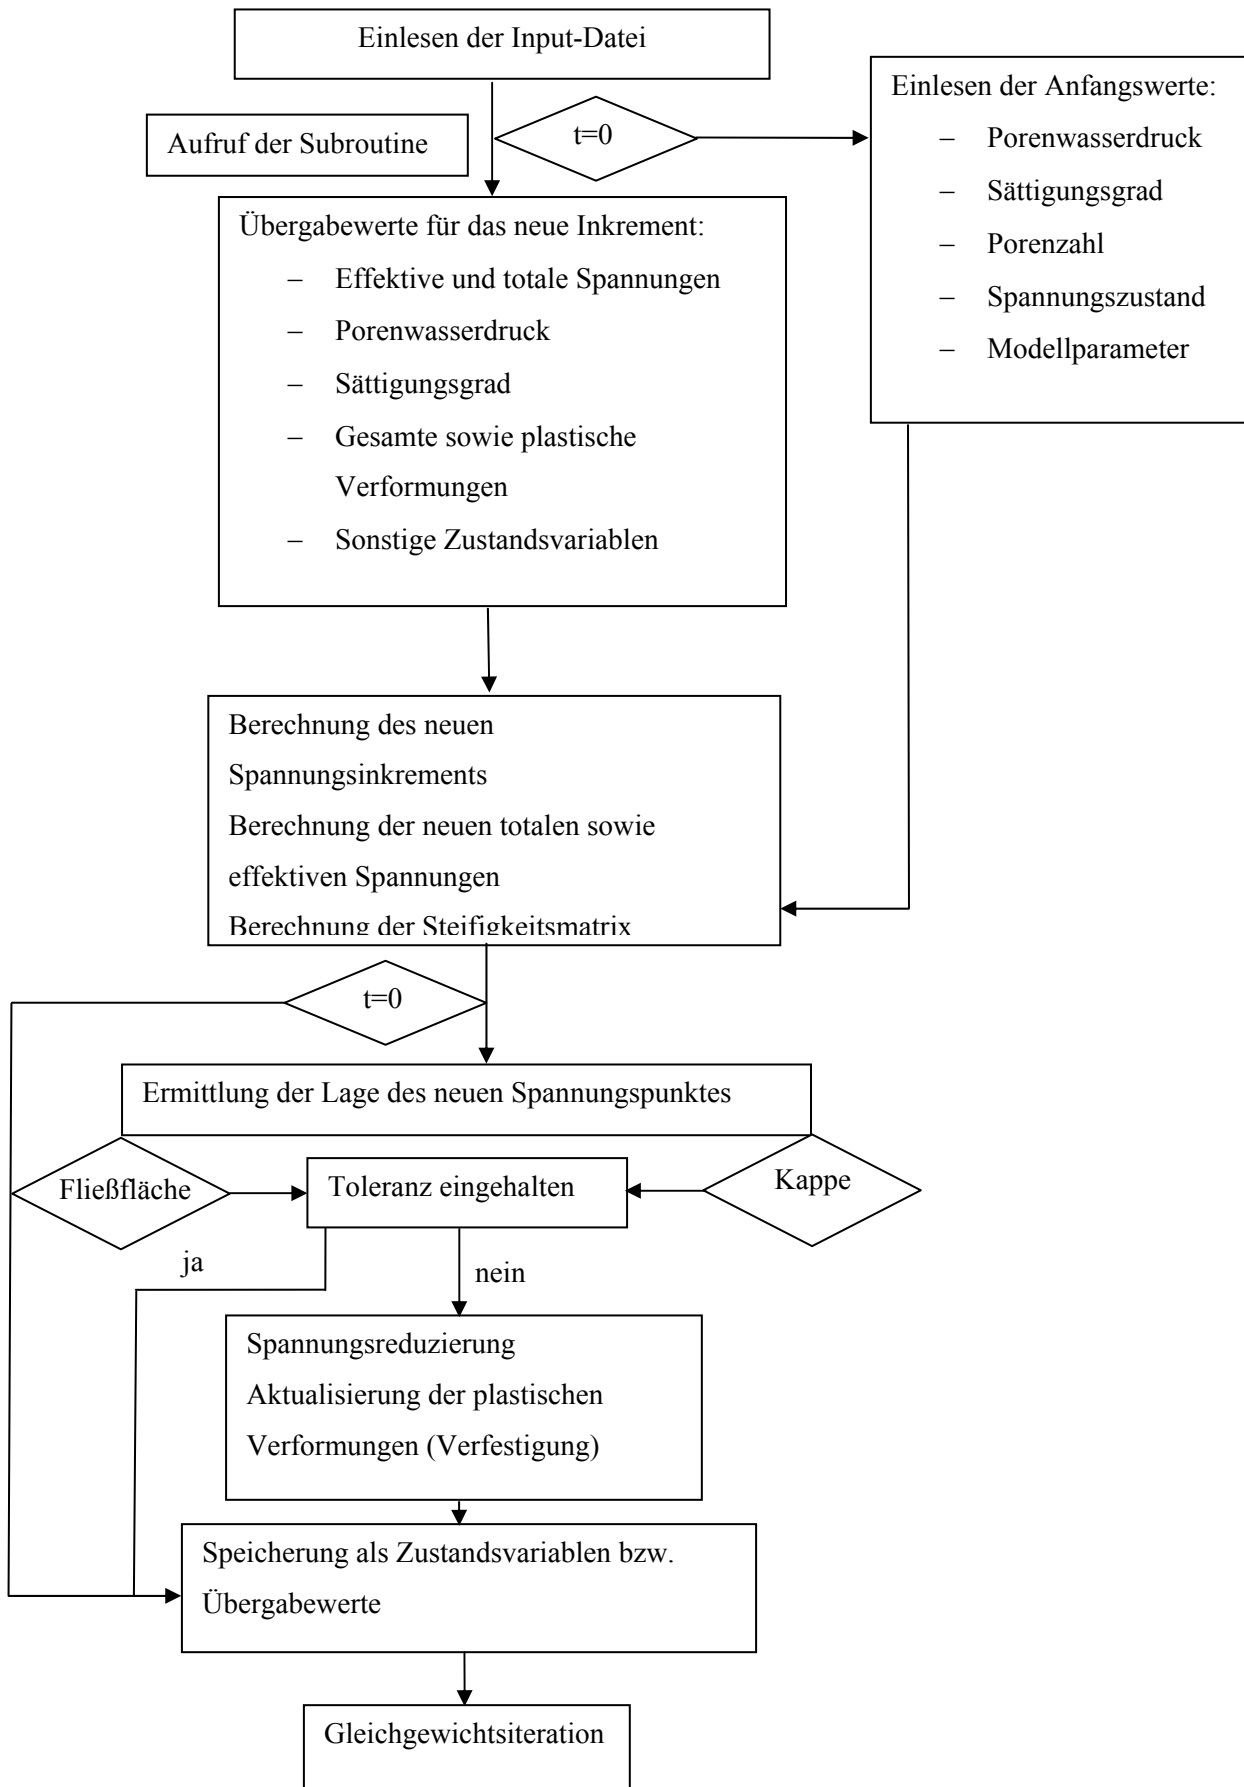 Einlesen der Input-Datei
Aufruf der Subroutine
t=0
Einlesen der Anfangswerte:
– Porenwasserdruck
– Sättigungsgrad
– Porenzahl
– Spannungszustand
– Modellparameter
Übergabewerte für das neue Inkrement:
– Effektive und totale Spannungen
– Porenwasserdruck
– Sättigungsgrad
– Gesamte sowie plastische
Verformungen
– Sonstige Zustandsvariablen
Berechnung des neuen
Spannungsinkrements
Berechnung der neuen totalen sowie
effektiven Spannungen
Berechnung der Steifigkeitsmatrix
t=0
Ermittlung der Lage des neuen Spannungspunktes
Fließfläche
Toleranz eingehalten
Kappe
ja
nein
Spannungsreduzierung
Aktualisierung der plastischen
Verformungen (Verfestigung)
Speicherung als Zustandsvariablen bzw.
Übergabewerte
Gleichgewichtsiteration